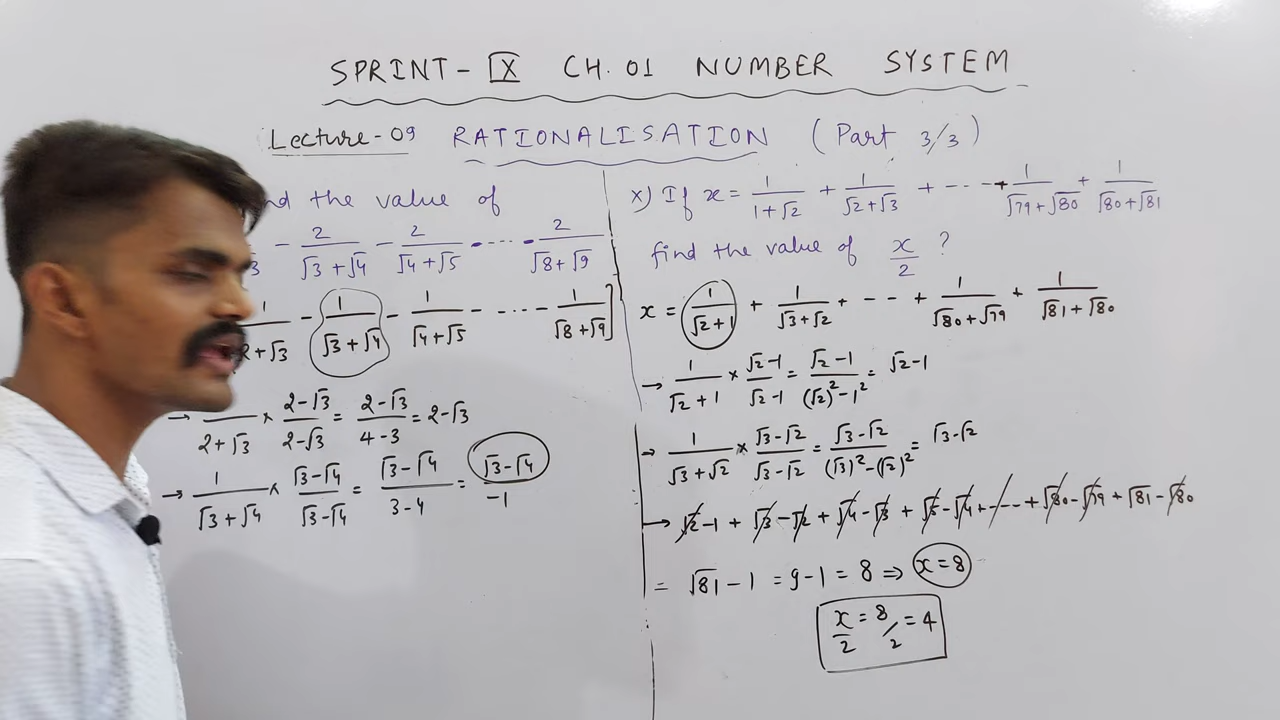 SPRINT - IX CH. 01 NUMBER SYSTEM
Lecture - 09 RATIONALISATION (Part 3/3)
nd the value of
3 - 2/(√3+√4) - 2/(√4+√5) - ---- - 2/(√8+√9)
1/(2+√3) - 1/(√3+√4) - 1/(√4+√5) - ---- - 1/(√8+√9)]
→ /(2+√3) × (2-√3)/(2-√3) = (2-√3)/(4-3) = 2-√3
→ 1/(√3+√4) × (√3-√4)/(√3-√4) = (√3-√4)/(3-4) = (√3-√4)/-1
x) If x = 1/(1+√2) + 1/(√2+√3) + ---- + 1/(√79+√80) + 1/(√80+√81)
find the value of x/2 ?
x = 1/(√2+1) + 1/(√3+√2) + --- + 1/(√80+√79) + 1/(√81+√80)
→ 1/(√2+1) × (√2-1)/(√2-1) = (√2-1)/((√2)²-1²) = √2-1
→ 1/(√3+√2) × (√3-√2)/(√3-√2) = (√3-√2)/((√3)²-(√2)²) = √3-√2
→ √2-1 + √3-√2 + √4-√3 + √5-√4 + ---- + √80-√79 + √81-√80
= √81-1 = 9-1 = 8 ⇒ x=8
x/2 = 8/2 = 4